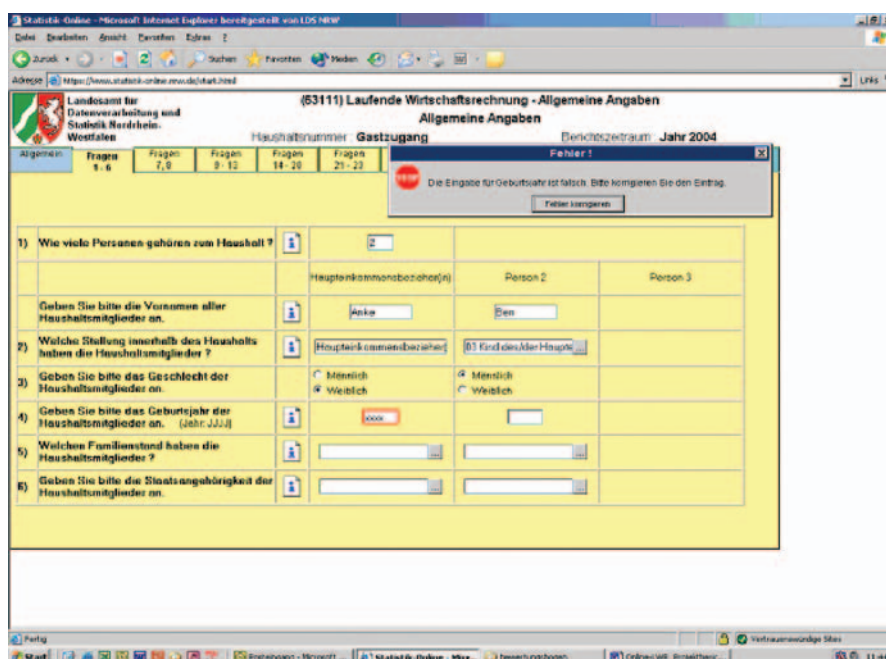 Statistik-Online - Microsoft Internet Explorer bereitgestellt von LDS NRW
Datei Bearbeiten Ansicht Favoriten Extras ?
Zurück Suchen Favoriten Medien
Adresse https://www.statistik-online.nrw.de/start.html Links
Landesamt für
Datenverarbeitung und
Statistik Nordrhein-
Westfalen
(63111) Laufende Wirtschaftsrechnung - Allgemeine Angaben
Allgemeine Angaben
Haushaltsnummer: Gastzugang Berichtszeitraum: Jahr 2004
Allgemein
Fragen 1 - 6
Fragen 7, 8
Fragen 9 - 13
Fragen 14 - 20
Fragen 21 - 23
Fehler !
STOP Die Eingabe für Geburtsjahr ist falsch. Bitte korrigieren Sie den Eintrag.
Fehler korrigieren
1) Wie viele Personen gehören zum Haushalt ? 2
Haupteinkommensbezieher(in) Person 2 Person 3
Geben Sie bitte die Vornamen aller
Haushaltsmitglieder an. Anke Ben
2) Welche Stellung innerhalb des Haushalts
haben die Haushaltsmitglieder ? Haupteinkommensbezieher( 03 Kind des/der Haupte ...
3) Geben Sie bitte das Geschlecht der
Haushaltsmitglieder an.
Männlich Männlich
Weiblich Weiblich
4) Geben Sie bitte das Geburtsjahr der
Haushaltsmitglieder an. (Jahr: JJJJ) xxxx
5) Welchen Familienstand haben die
Haushaltsmitglieder ? ... ...
6) Geben Sie bitte die Staatsangehörigkeit der
Haushaltsmitglieder an. ... ...
Fertig Vertrauenswürdige Sites
Start Posteingang - Microsoft ... Statistik-Online - Micr... Bewertungsbogen 11:4